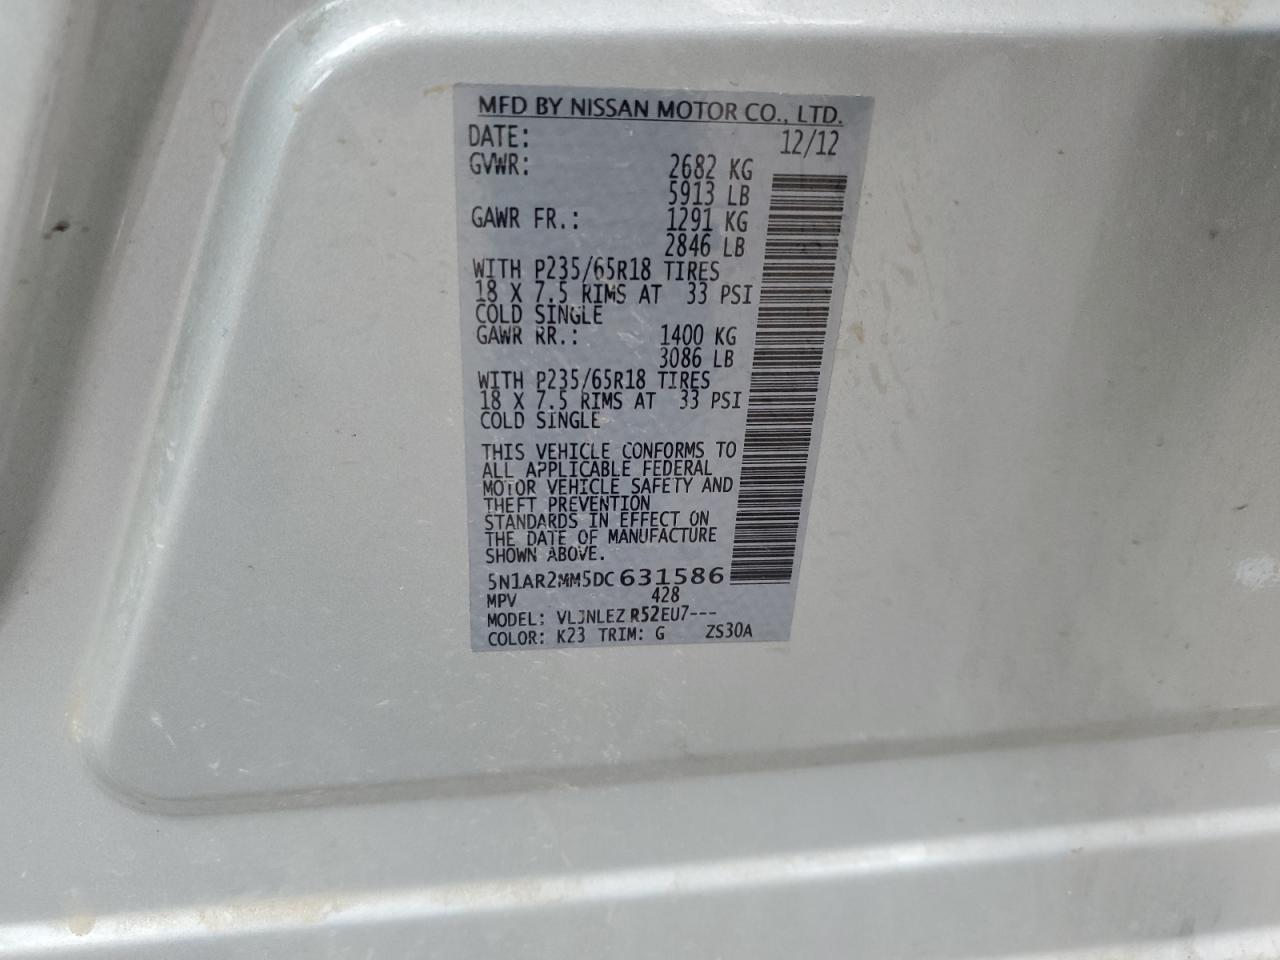 MFD BY NISSAN MOTOR CO., LTD.
DATE: 12/12
GVWR: 2682 KG
5913 LB
GAWR FR.: 1291 KG
2846 LB
WITH P235/65R18 TIRES
18 X 7.5 RIMS AT 33 PSI
COLD SINGLE
GAWR RR.: 1400 KG
3086 LB
WITH P235/65R18 TIRES
18 X 7.5 RIMS AT 33 PSI
COLD SINGLE
THIS VEHICLE CONFORMS TO
ALL APPLICABLE FEDERAL
MOTOR VEHICLE SAFETY AND
THEFT PREVENTION
STANDARDS IN EFFECT ON
THE DATE OF MANUFACTURE
SHOWN ABOVE.
5N1AR2MM5DC631586
MPV 428
MODEL: VLJNLEZ R52EU7---
COLOR: K23 TRIM: G ZS30A